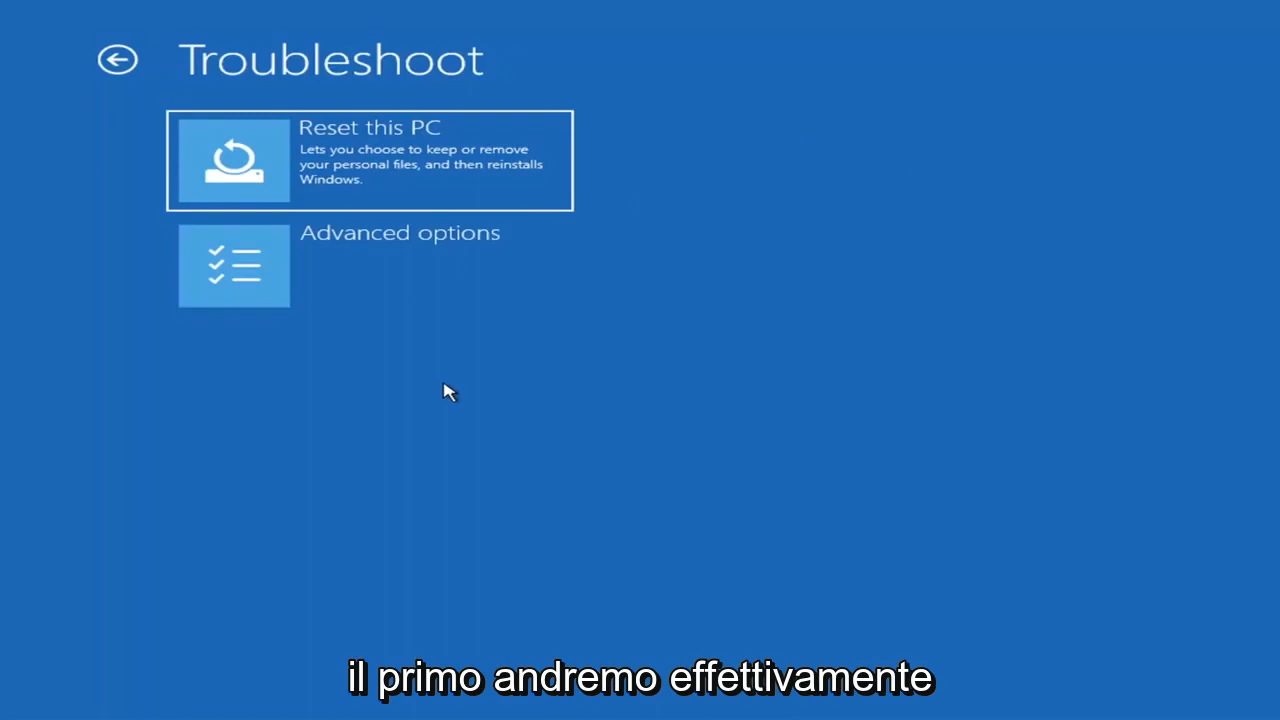 Troubleshoot
Reset this PC
Lets you choose to keep or remove
your personal files, and then reinstalls
Windows.
Advanced options
il primo andremo effettivamente